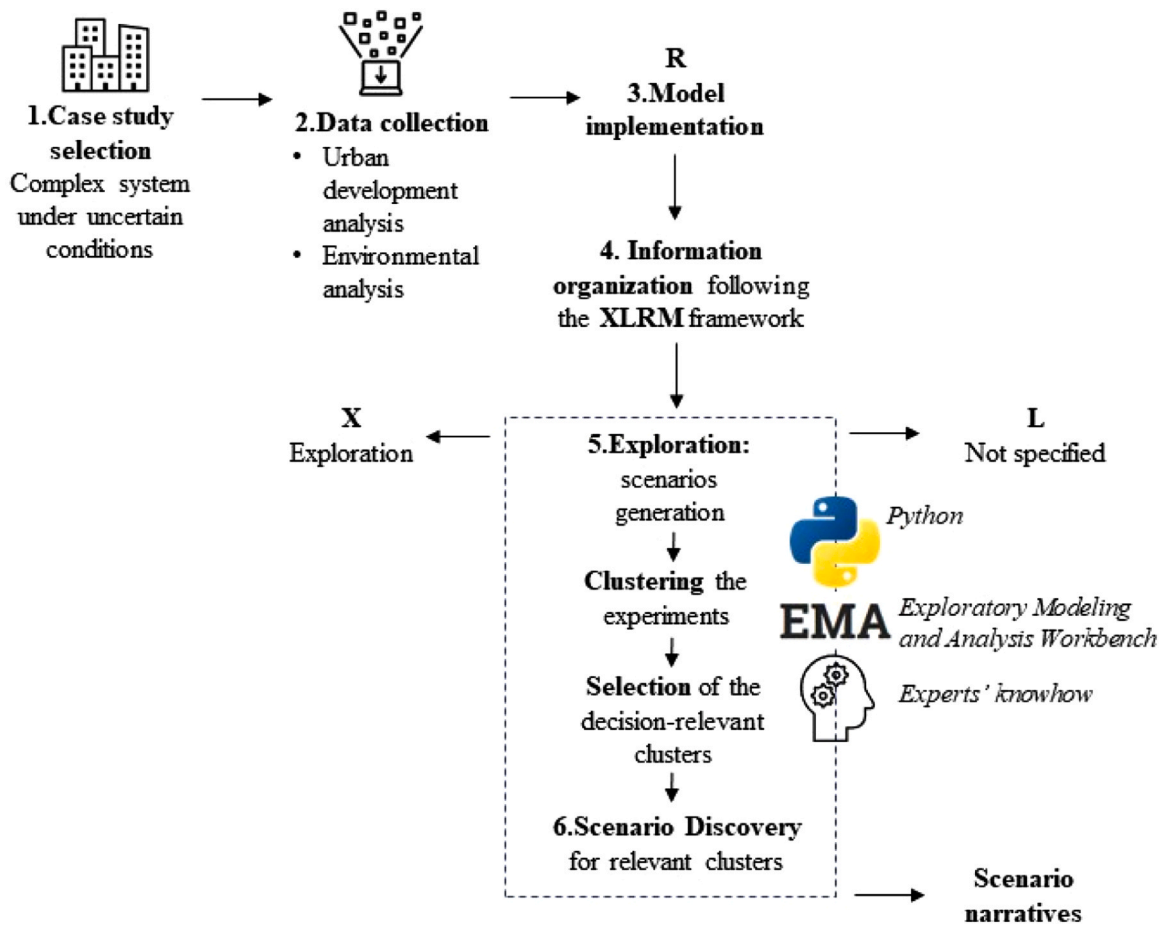 1.Case study
selection
Complex system
under uncertain
conditions
2.Data collection
• Urban
development
analysis
• Environmental
analysis
R
3.Model
implementation
4. Information
organization following
the XLRM framework
X
Exploration
5.Exploration:
scenarios
generation
Clustering the
experiments
Selection of the
decision-relevant
clusters
6.Scenario Discovery
for relevant clusters
L
Not specified
Python
EMA
Exploratory Modeling
and Analysis Workbench
Experts' knowhow
Scenario
narratives